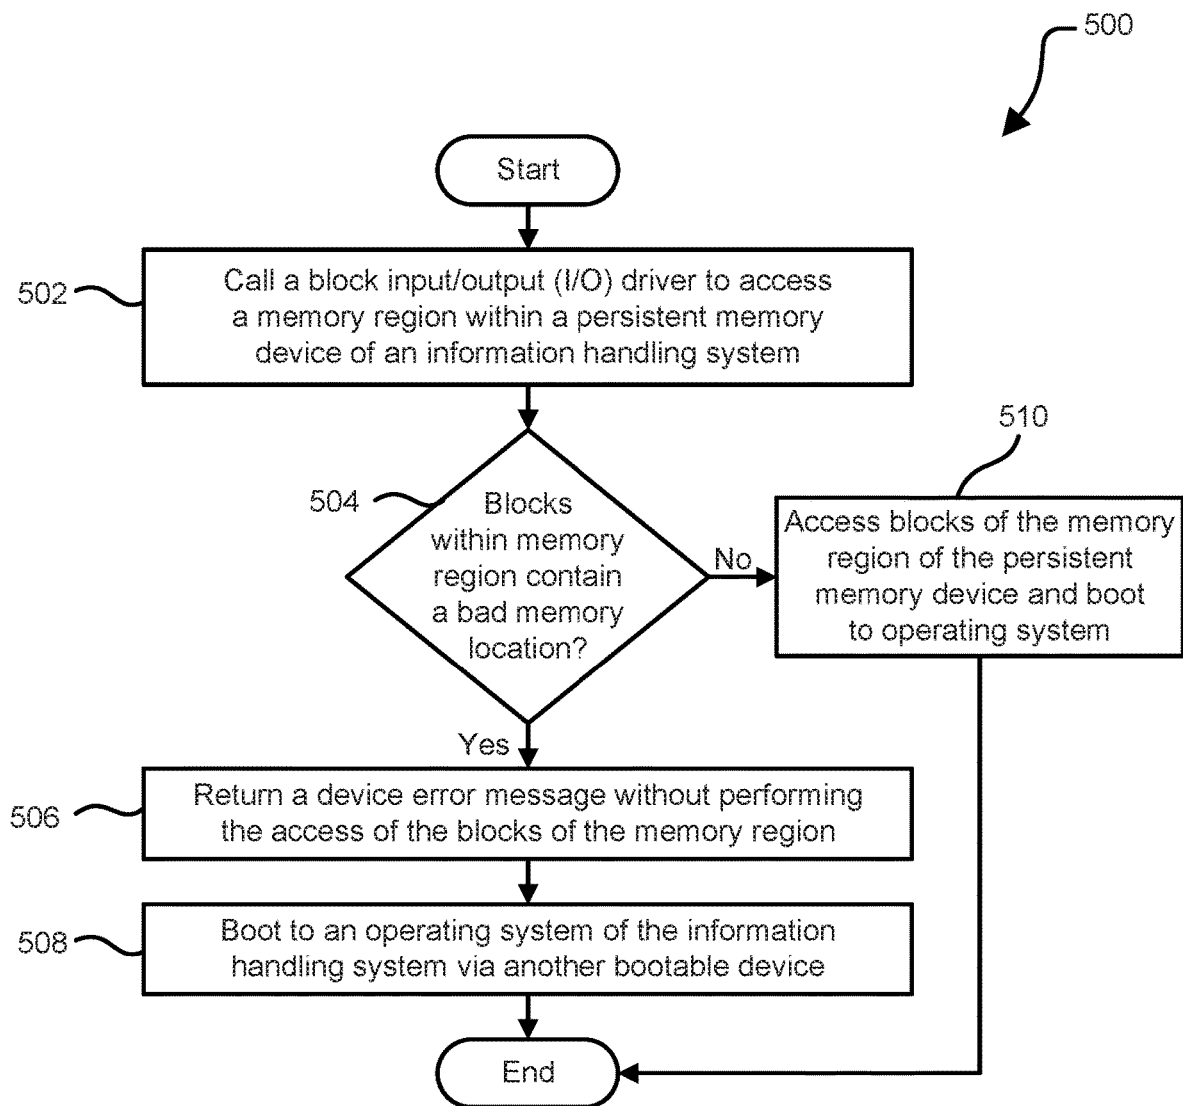 500
Start
502
Call a block input/output (I/O) driver to access
a memory region within a persistent memory
device of an information handling system
504
Blocks
within memory
region contain
a bad memory
location?
No
510
Access blocks of the memory
region of the persistent
memory device and boot
to operating system
Yes
506
Return a device error message without performing
the access of the blocks of the memory region
508
Boot to an operating system of the information
handling system via another bootable device
End